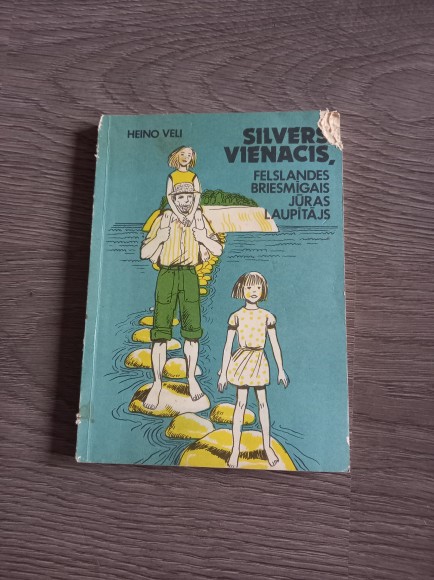 HEINO VELI
SILVERS
VIENACIS,
FELSLANDES
BRIESMĪGAIS
JŪRAS
LAUPĪTĀJS